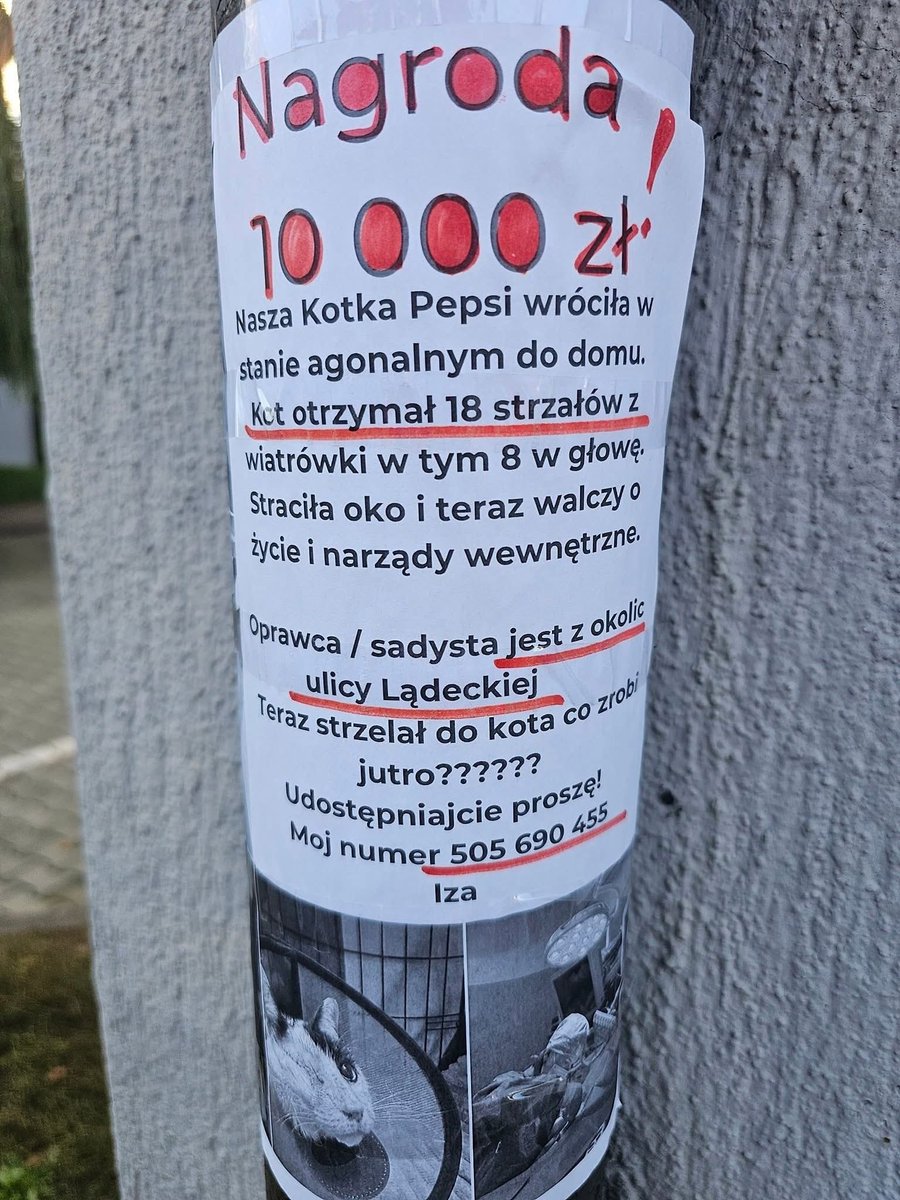 Nagroda !
10 000 zł!
Nasza Kotka Pepsi wróciła w
stanie agonalnym do domu.
Kot otrzymał 18 strzałów z
wiatrówki w tym 8 w głowę.
Straciła oko i teraz walczy o
życie i narządy wewnętrzne.
Oprawca / sadysta jest z okolic
ulicy Lądeckiej
Teraz strzelał do kota co zrobi
jutro??????
Udostępniajcie proszę!
Moj numer 505 690 455
Iza